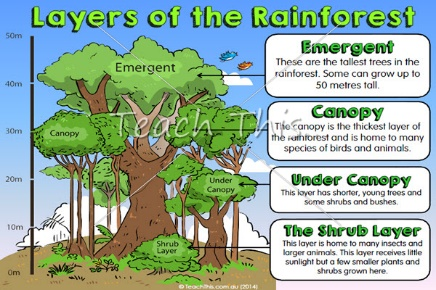 Layers of the Rainforest
50m
40m
30m
20m
10m
0m
Emergent
Canopy
Under
Canopy
Shrub
Layer
Emergent
These are the tallest trees in the
rainforest. Some can grow up to
50 metres tall.
Canopy
The canopy is the thickest layer of
the rainforest and is home to many
species of birds and animals.
Under Canopy
This layer has shorter, young trees and
some shrubs and bushes.
The Shrub Layer
This layer is home to many insects and
larger animals. This layer receives little
sunlight but a few smaller plants and
shrubs grown here.
Teach This
© TeachThis.com.au (2014)